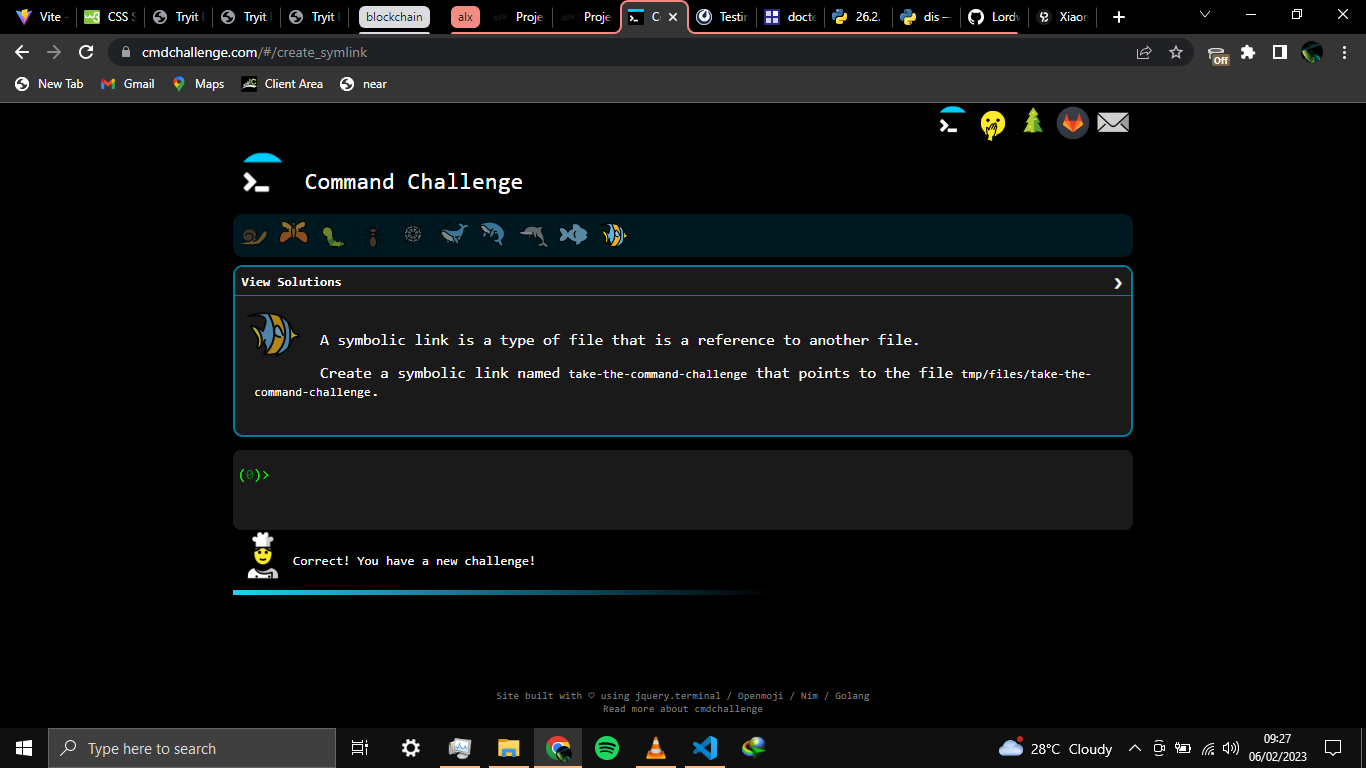 Vite -
CSS S
Tryit
Tryit
Tryit
blockchain
alx
Proje
Proje
C
Testin
docte
26.2.
dis —
Lordv
Xiaon
cmdchallenge.com/#/create_symlink
Off
New Tab
Gmail
Maps
Client Area
near
Command Challenge
View Solutions
A symbolic link is a type of file that is a reference to another file.
Create a symbolic link named take-the-command-challenge that points to the file tmp/files/take-the-
command-challenge.
(0)>
Correct! You have a new challenge!
Site built with ♡ using jquery.terminal / Openmoji / Nim / Golang
Read more about cmdchallenge
Type here to search
28°C Cloudy
09:27
06/02/2023